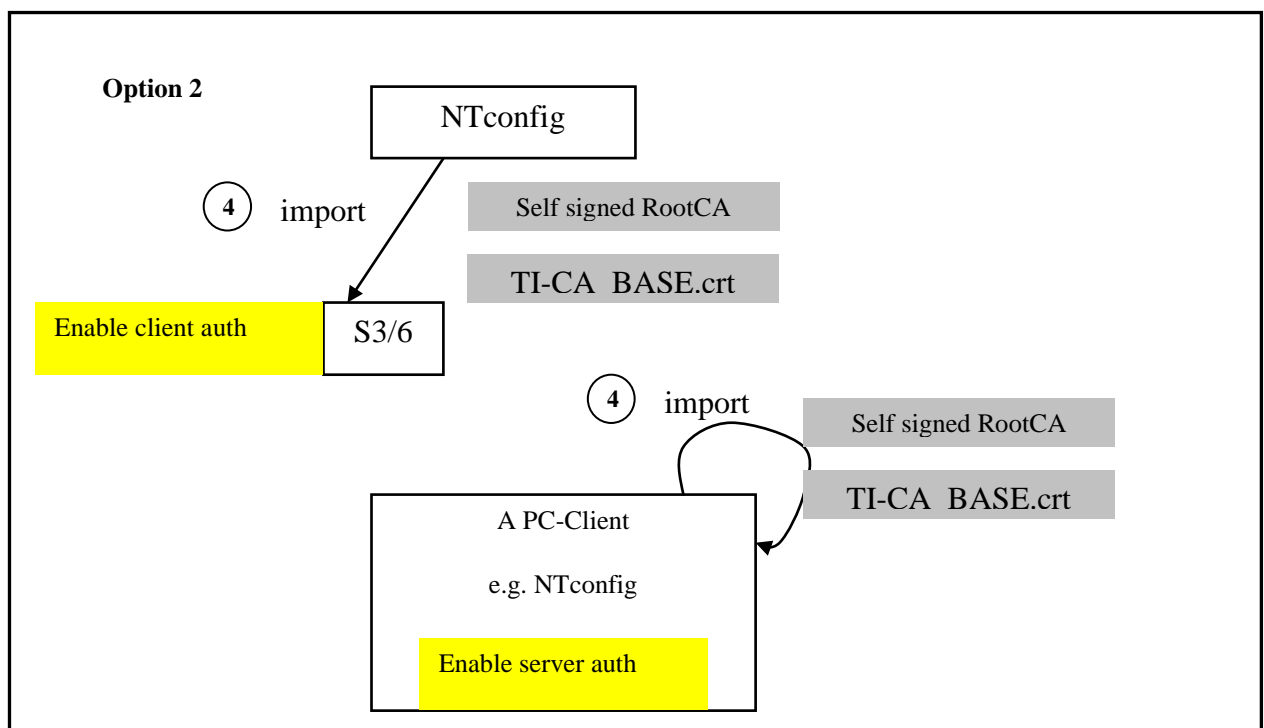 Option 2
NTconfig
4 import
Self signed RootCA
TI-CA BASE.crt
Enable client auth
S3/6
4 import
Self signed RootCA
TI-CA BASE.crt
A PC-Client
e.g. NTconfig
Enable server auth